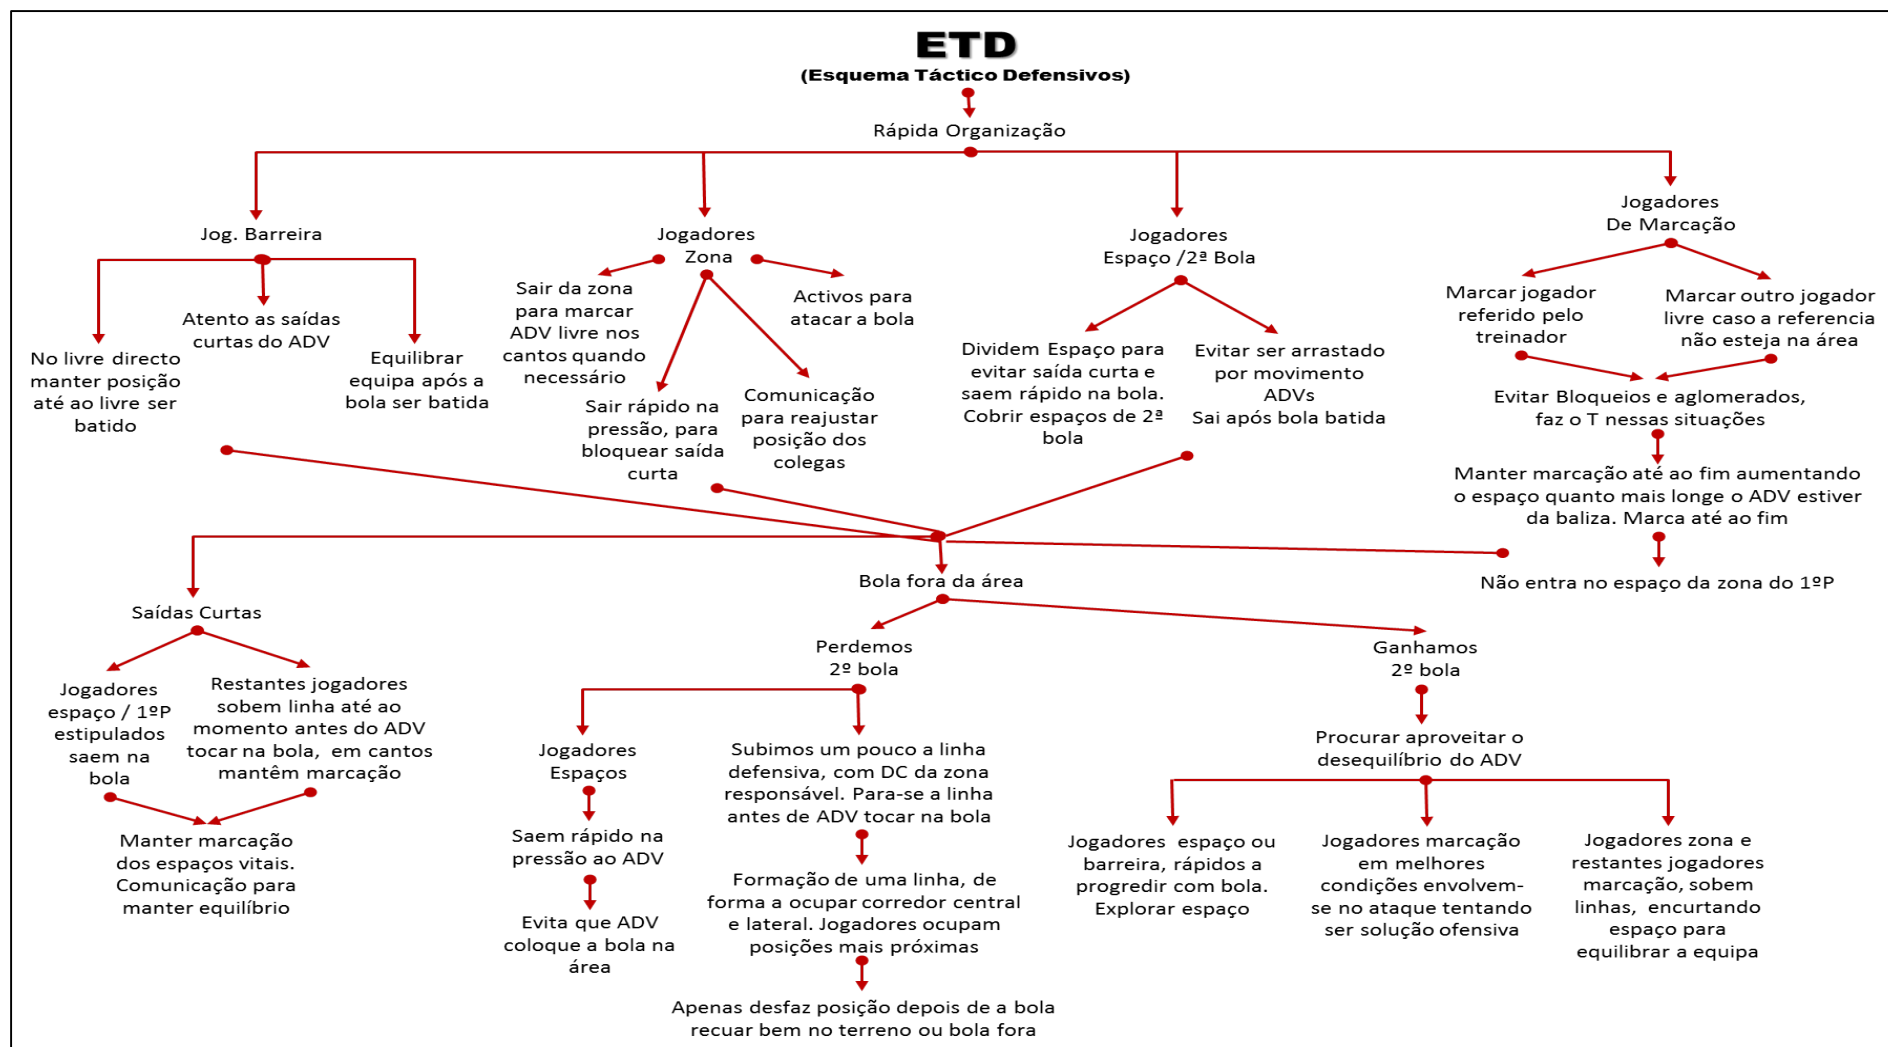 ETD
(Esquema Táctico Defensivos)
Rápida Organização
Jog. Barreira
No livre directo
manter posição
até ao livre ser
batido
Atento as saídas
curtas do ADV
Equilibrar
equipa após a
bola ser batida
Jogadores
Zona
Sair da zona
para marcar
ADV livre nos
cantos quando
necessário
Sair rápido na
pressão, para
bloquear saída
curta
Comunicação
para reajustar
posição dos
colegas
Activos para
atacar a bola
Jogadores
Espaço /2ª Bola
Dividem Espaço para
evitar saída curta e
saem rápido na bola.
Cobrir espaços de 2ª
bola
Evitar ser arrastado
por movimento
ADVs
Sai após bola batida
Jogadores
De Marcação
Marcar jogador
referido pelo
treinador
Marcar outro jogador
livre caso a referencia
não esteja na área
Evitar Bloqueios e aglomerados,
faz o T nessas situações
Manter marcação até ao fim aumentando
o espaço quanto mais longe o ADV estiver
da baliza. Marca até ao fim
Não entra no espaço da zona do 1ºP
Saídas Curtas
Jogadores
espaço / 1ºP
estipulados
saem na
bola
Restantes jogadores
sobem linha até ao
momento antes do ADV
tocar na bola, em cantos
mantêm marcação
Manter marcação
dos espaços vitais.
Comunicação para
manter equilíbrio
Bola fora da área
Perdemos
2º bola
Jogadores
Espaços
Saem rápido na
pressão ao ADV
Evita que ADV
coloque a bola na
área
Subimos um pouco a linha
defensiva, com DC da zona
responsável. Para-se a linha
antes de ADV tocar na bola
Formação de uma linha, de
forma a ocupar corredor central
e lateral. Jogadores ocupam
posições mais próximas
Apenas desfaz posição depois de a bola
recuar bem no terreno ou bola fora
Ganhamos
2º bola
Procurar aproveitar o
desequilíbrio do ADV
Jogadores espaço ou
barreira, rápidos a
progredir com bola.
Explorar espaço
Jogadores marcação
em melhores
condições envolvem-
se no ataque tentando
ser solução ofensiva
Jogadores zona e
restantes jogadores
marcação, sobem
linhas, encurtando
espaço para
equilibrar a equipa